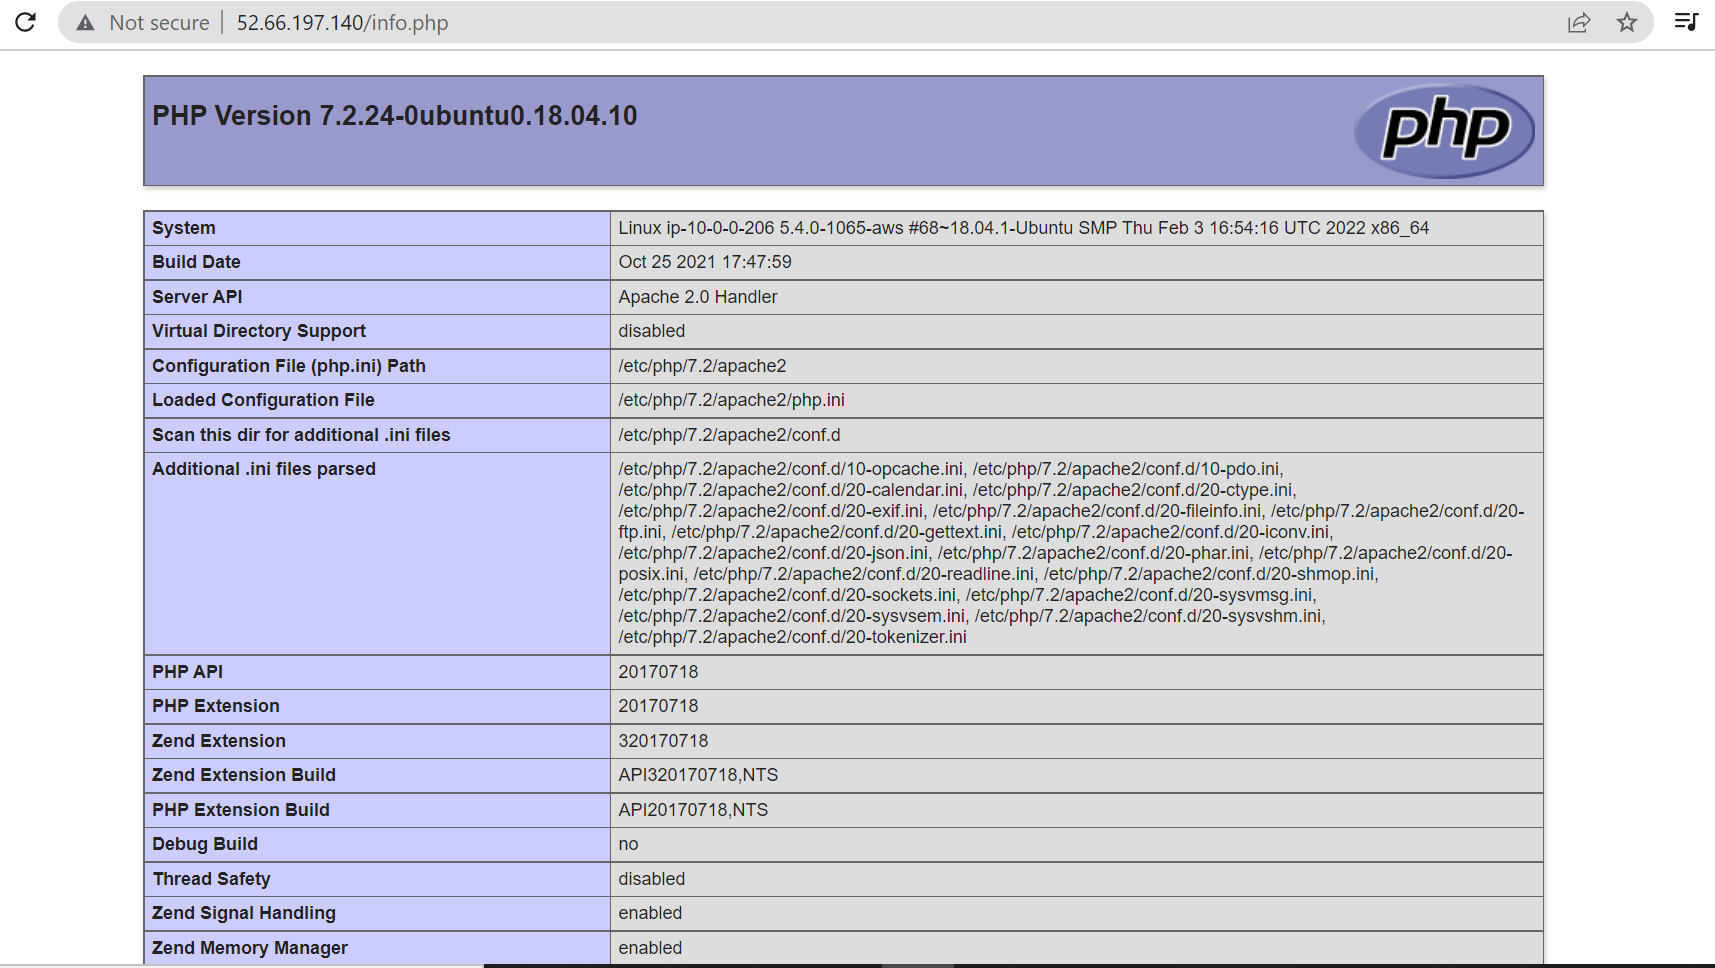 Not secure 52.66.197.140/info.php
PHP Version 7.2.24-0ubuntu0.18.04.10
php
System Linux ip-10-0-0-206 5.4.0-1065-aws #68~18.04.1-Ubuntu SMP Thu Feb 3 16:54:16 UTC 2022 x86_64
Build Date Oct 25 2021 17:47:59
Server API Apache 2.0 Handler
Virtual Directory Support disabled
Configuration File (php.ini) Path /etc/php/7.2/apache2
Loaded Configuration File /etc/php/7.2/apache2/php.ini
Scan this dir for additional .ini files /etc/php/7.2/apache2/conf.d
Additional .ini files parsed /etc/php/7.2/apache2/conf.d/10-opcache.ini, /etc/php/7.2/apache2/conf.d/10-pdo.ini,
/etc/php/7.2/apache2/conf.d/20-calendar.ini, /etc/php/7.2/apache2/conf.d/20-ctype.ini,
/etc/php/7.2/apache2/conf.d/20-exif.ini, /etc/php/7.2/apache2/conf.d/20-fileinfo.ini, /etc/php/7.2/apache2/conf.d/20-
ftp.ini, /etc/php/7.2/apache2/conf.d/20-gettext.ini, /etc/php/7.2/apache2/conf.d/20-iconv.ini,
/etc/php/7.2/apache2/conf.d/20-json.ini, /etc/php/7.2/apache2/conf.d/20-phar.ini, /etc/php/7.2/apache2/conf.d/20-
posix.ini, /etc/php/7.2/apache2/conf.d/20-readline.ini, /etc/php/7.2/apache2/conf.d/20-shmop.ini,
/etc/php/7.2/apache2/conf.d/20-sockets.ini, /etc/php/7.2/apache2/conf.d/20-sysvmsg.ini,
/etc/php/7.2/apache2/conf.d/20-sysvsem.ini, /etc/php/7.2/apache2/conf.d/20-sysvshm.ini,
/etc/php/7.2/apache2/conf.d/20-tokenizer.ini
PHP API 20170718
PHP Extension 20170718
Zend Extension 320170718
Zend Extension Build API320170718,NTS
PHP Extension Build API20170718,NTS
Debug Build no
Thread Safety disabled
Zend Signal Handling enabled
Zend Memory Manager enabled